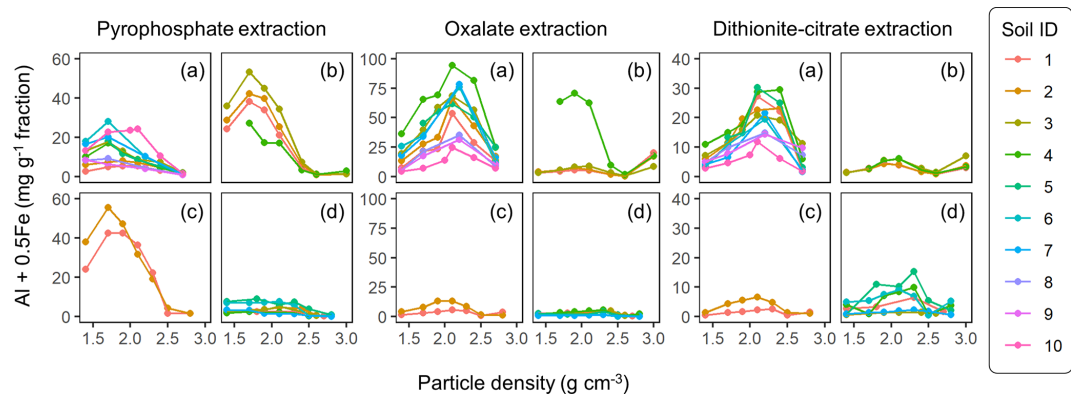 Pyrophosphate extraction
Oxalate extraction
Dithionite-citrate extraction
Al + 0.5Fe (mg g-1 fraction)
60
40
20
0
(a)
(b)
100
75
50
25
0
(a)
(b)
40
30
20
10
0
(a)
(b)
60
40
20
0
(c)
(d)
100
75
50
25
0
(c)
(d)
40
30
20
10
0
(c)
(d)
1.5 2.0 2.5 3.0 1.5 2.0 2.5 3.0
1.5 2.0 2.5 3.0 1.5 2.0 2.5 3.0
1.5 2.0 2.5 3.0 1.5 2.0 2.5 3.0
Particle density (g cm-3)
Soil ID
1
2
3
4
5
6
7
8
9
10